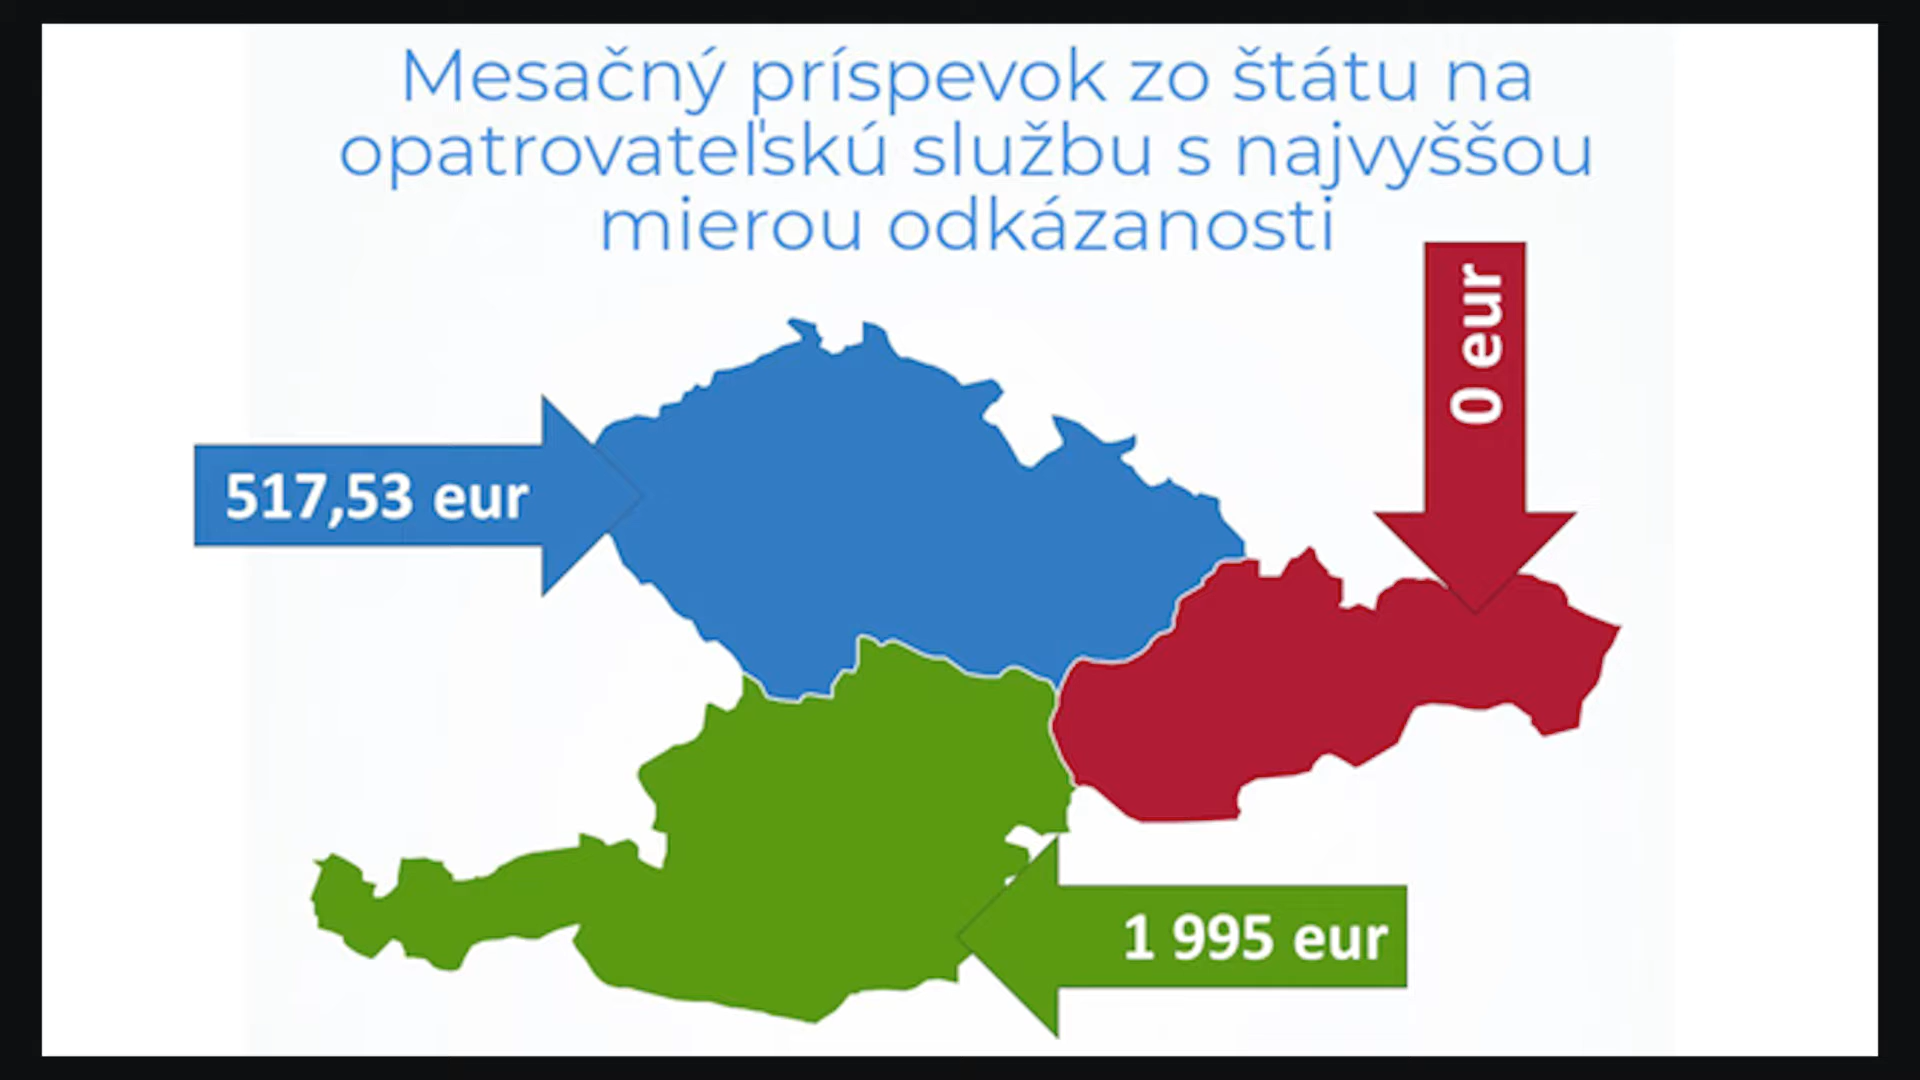 Mesačný príspevok zo štátu na
opatrovateľskú službu s najvyššou
mierou odkázanosti
0 eur
517,53 eur
1 995 eur